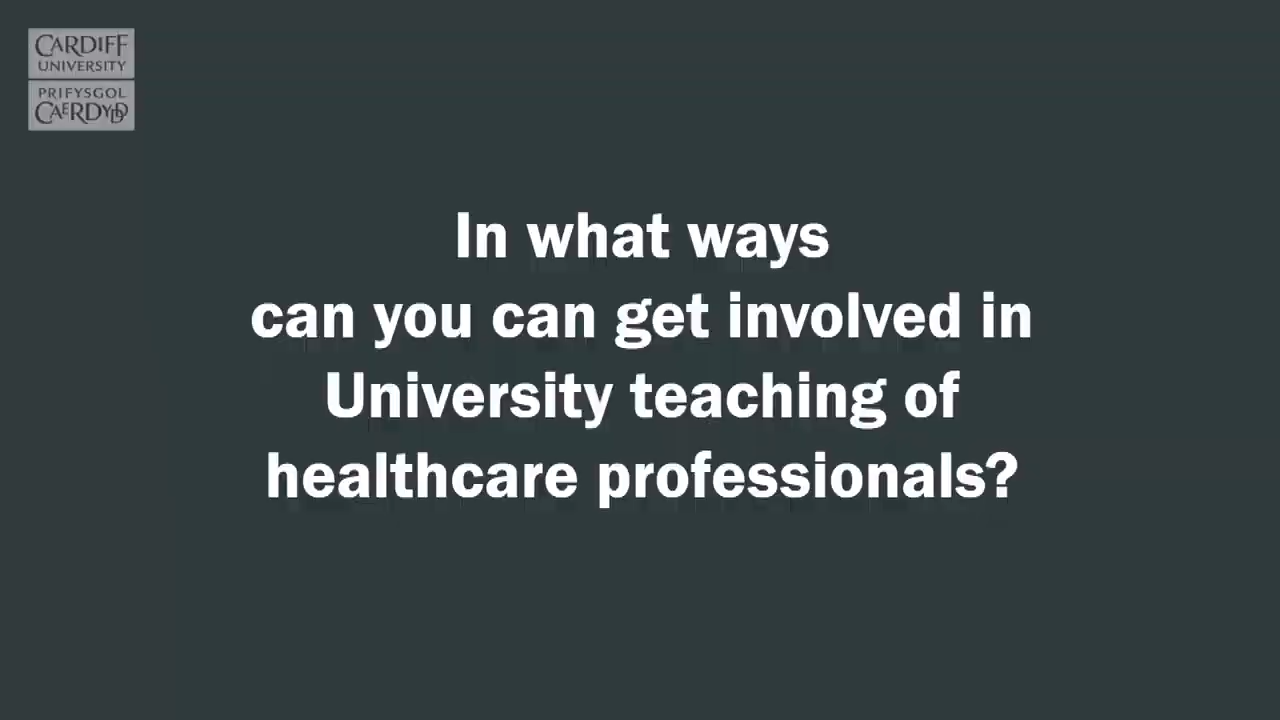 CARDIFF
UNIVERSITY
PRIFYSGOL
CAERDYDD
In what ways
can you can get involved in
University teaching of
healthcare professionals?